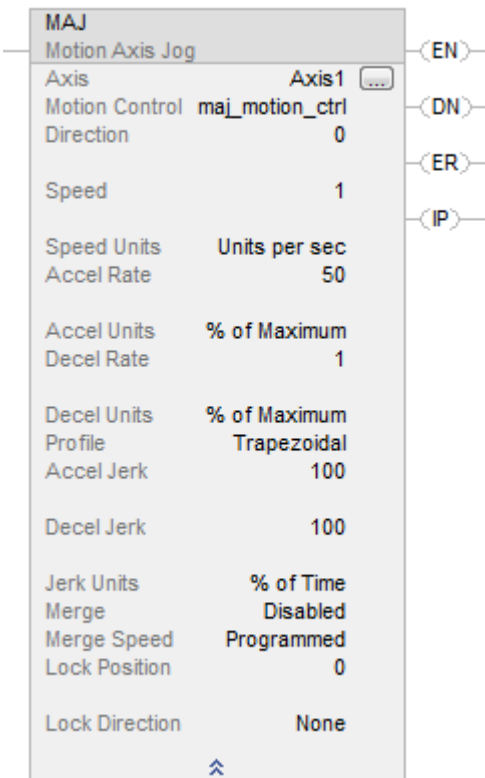 MAJ
Motion Axis Jog (EN)
Axis Axis1 ...
Motion Control maj_motion_ctrl (DN)
Direction 0
(ER)
Speed 1
(IP)
Speed Units Units per sec
Accel Rate 50
Accel Units % of Maximum
Decel Rate 1
Decel Units % of Maximum
Profile Trapezoidal
Accel Jerk 100
Decel Jerk 100
Jerk Units % of Time
Merge Disabled
Merge Speed Programmed
Lock Position 0
Lock Direction None